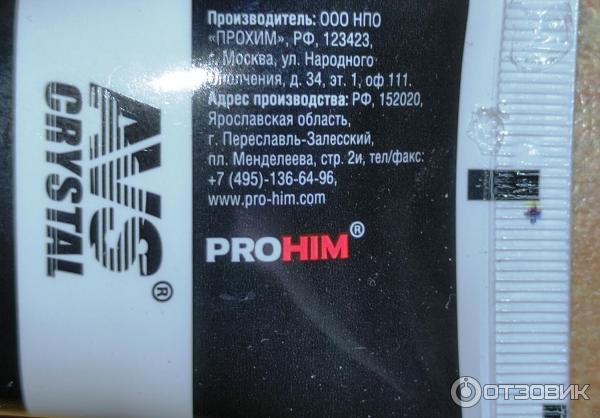 Производитель: ООО НПО
«ПРОХИМ», РФ, 123423,
г. Москва, ул. Народного
Ополчения, д. 34, эт. 1, оф 111.
Адрес производства: РФ, 152020,
Ярославская область,
г. Переславль-Залесский,
пл. Менделеева, стр. 2и, тел/факс:
+7 (495)-136-64-96,
www.pro-him.com
PROHIM®
AVS®
CRYSTAL
ОТЗОВИК